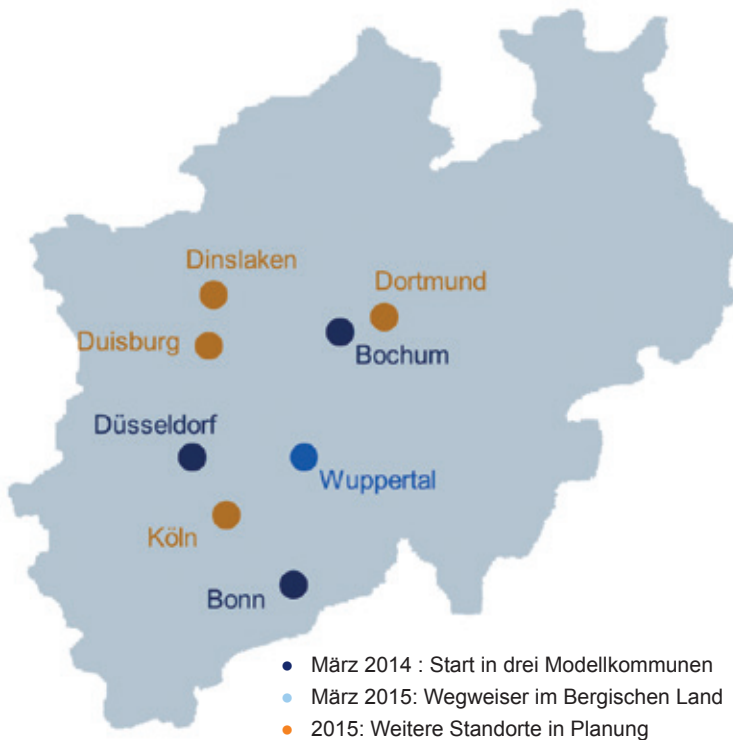 Dinslaken
Dortmund
Duisburg
Bochum
Düsseldorf
Wuppertal
Köln
Bonn
März 2014 : Start in drei Modellkommunen
März 2015: Wegweiser im Bergischen Land
2015: Weitere Standorte in Planung